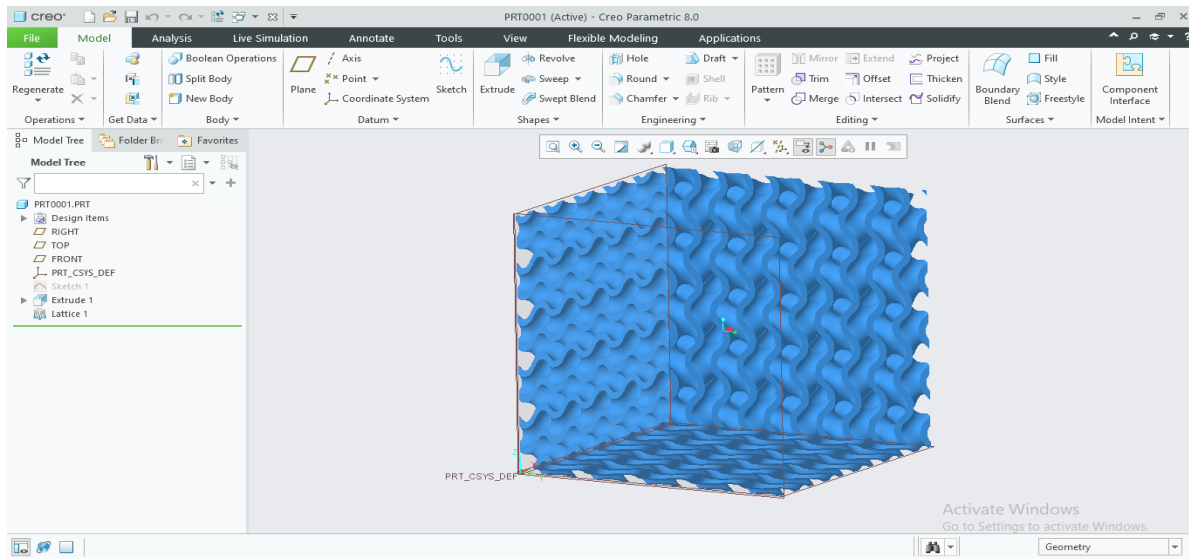 creo PRT0001 (Active) - Creo Parametric 8.0
File Model Analysis Live Simulation Annotate Tools View Flexible Modeling Applications
Boolean Operations Axis Revolve Hole Draft Mirror Extend Project Fill
Split Body Point Sweep Round Shell Trim Offset Thicken Style
Regenerate Plane Sketch Extrude Pattern Boundary Blend Component Interface
New Body Coordinate System Swept Blend Chamfer Rib Merge Intersect Solidify Freestyle
Operations Get Data Body Datum Shapes Engineering Editing Surfaces Model Intent
Model Tree Folder Br Favorites
Model Tree
PRT0001.PRT
Design Items
RIGHT
TOP
FRONT
PRT_CSYS_DEF
Sketch 1
Extrude 1
Lattice 1
Z
PRT_CSYS_DEF
Activate Windows
Go to Settings to activate Windows.
Geometry